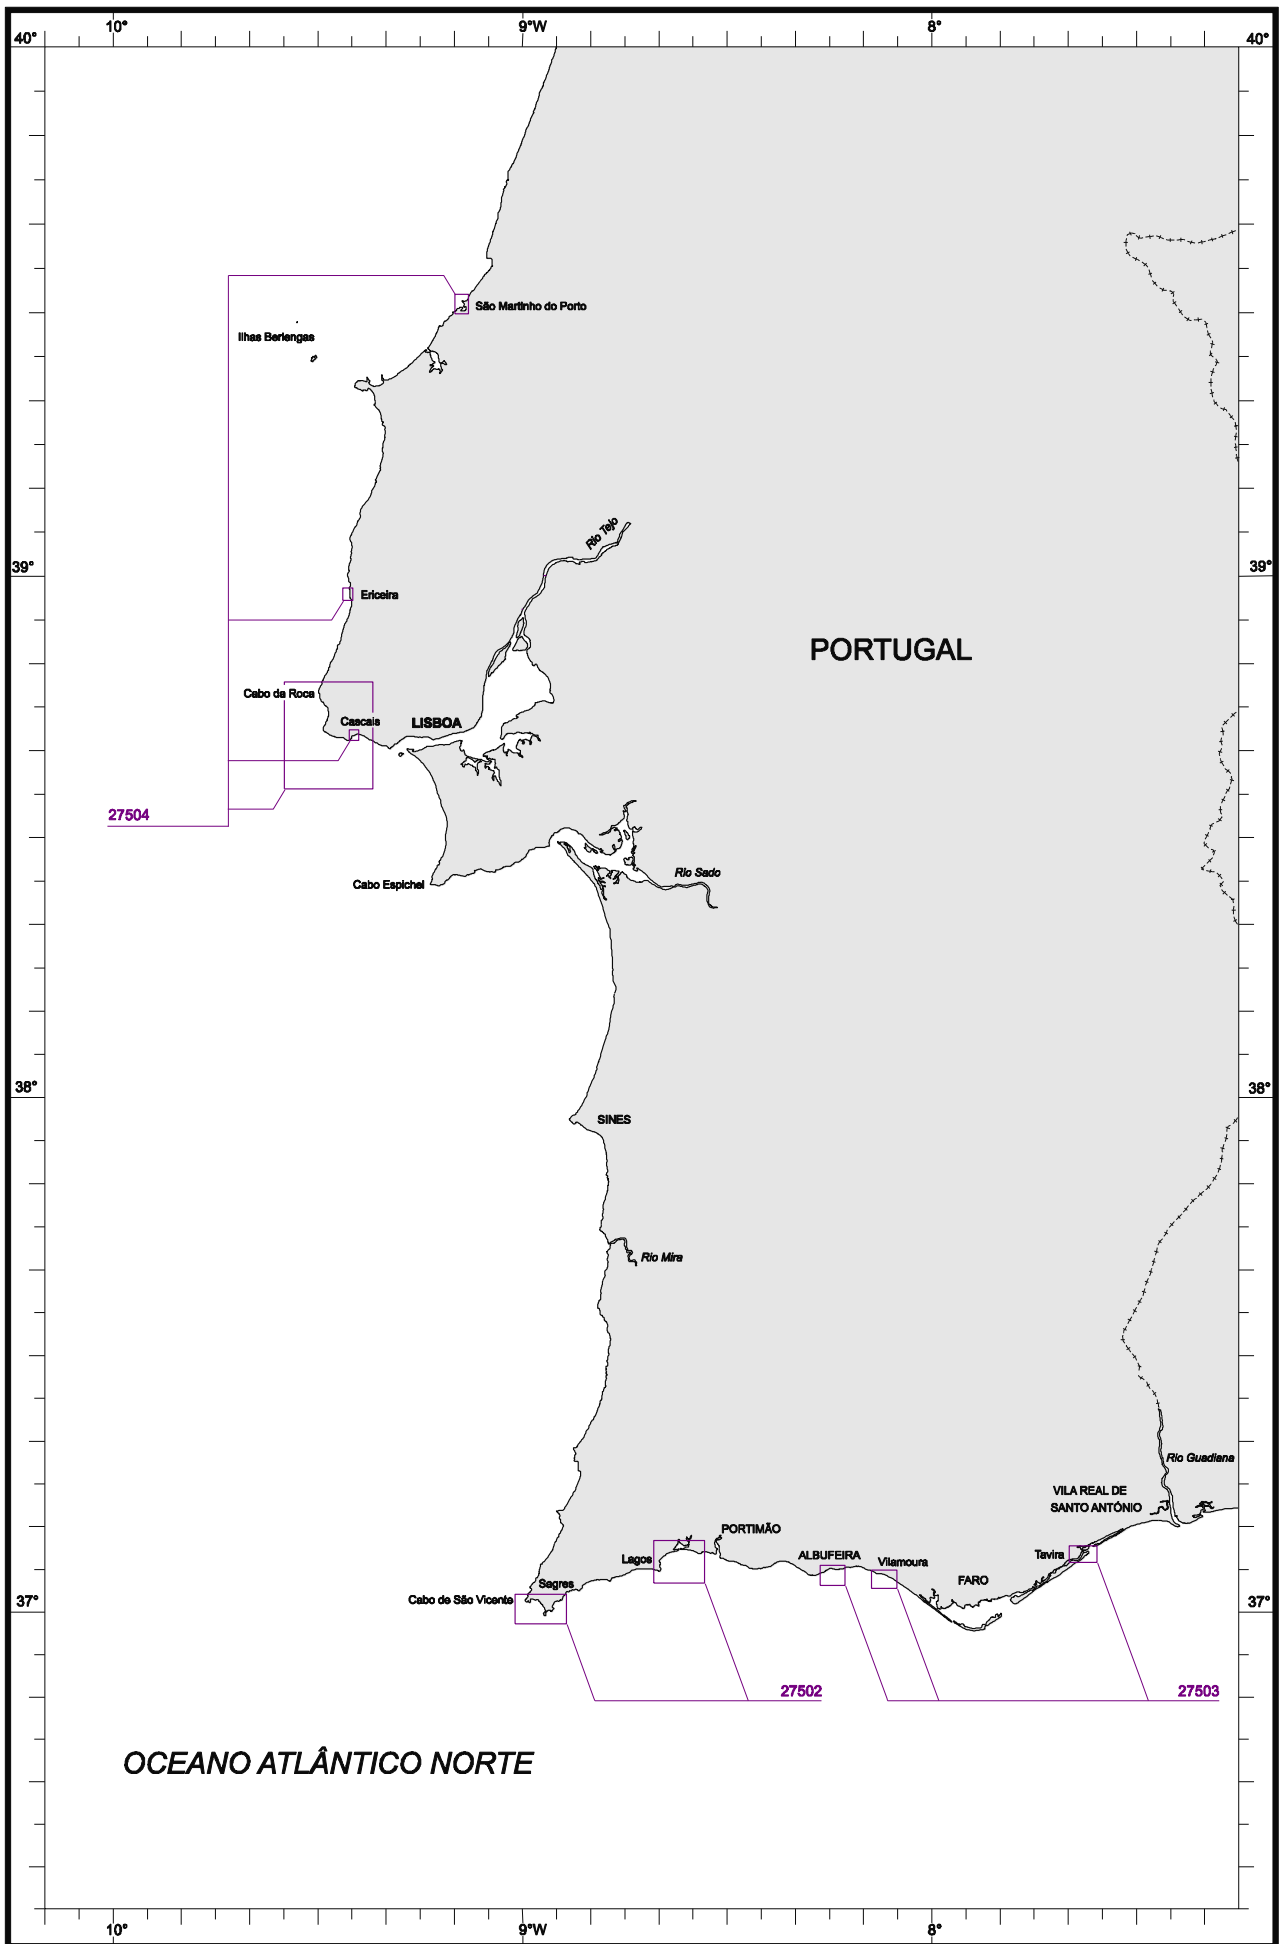 10°
9°W
8°
40°
40°
São Martinho do Porto
Ilhas Berlengas
Rio Tejo
39°
39°
Ericeira
PORTUGAL
Cabo da Roca
Cascais
LISBOA
27504
Rio Sado
Cabo Espichel
38°
38°
SINES
Rio Mira
Rio Guadiana
VILA REAL DE
SANTO ANTÓNIO
PORTIMÃO
Lagos
ALBUFEIRA
Vilamoura
Tavira
Sagres
FARO
Cabo de São Vicente
37°
37°
27502
27503
OCEANO ATLÂNTICO NORTE
10°
9°W
8°